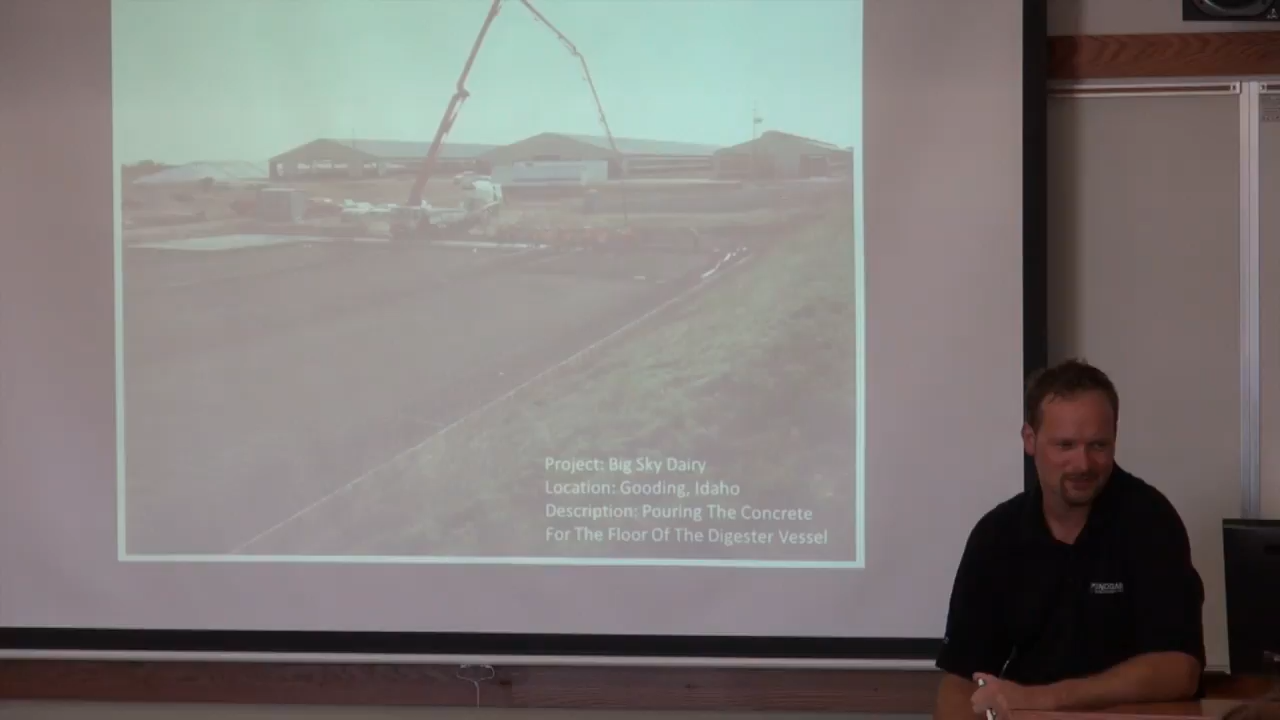 Project: Big Sky Dairy
Location: Gooding, Idaho
Description: Pouring The Concrete
For The Floor Of The Digester Vessel